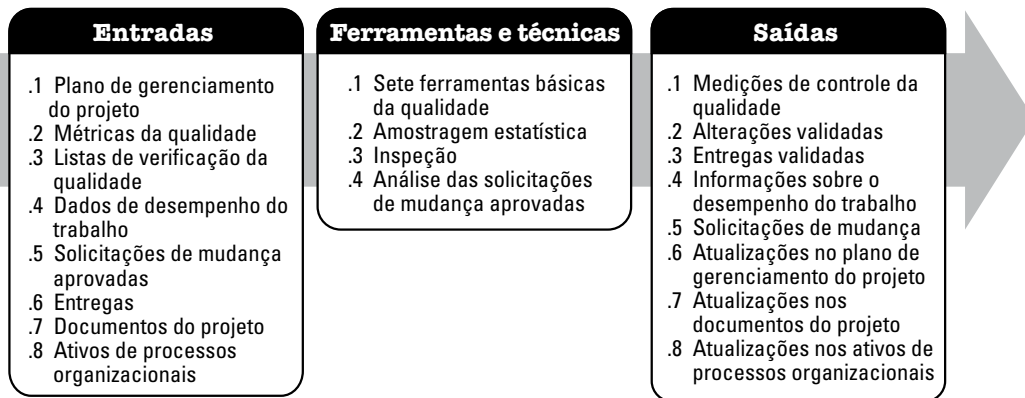 Entradas
.1 Plano de gerenciamento
do projeto
.2 Métricas da qualidade
.3 Listas de verificação da
qualidade
.4 Dados de desempenho do
trabalho
.5 Solicitações de mudança
aprovadas
.6 Entregas
.7 Documentos do projeto
.8 Ativos de processos
organizacionais
Ferramentas e técnicas
.1 Sete ferramentas básicas
da qualidade
.2 Amostragem estatística
.3 Inspeção
.4 Análise das solicitações
de mudança aprovadas
Saídas
.1 Medições de controle da
qualidade
.2 Alterações validadas
.3 Entregas validadas
.4 Informações sobre o
desempenho do trabalho
.5 Solicitações de mudança
.6 Atualizações no plano de
gerenciamento do projeto
.7 Atualizações nos
documentos do projeto
.8 Atualizações nos ativos de
processos organizacionais